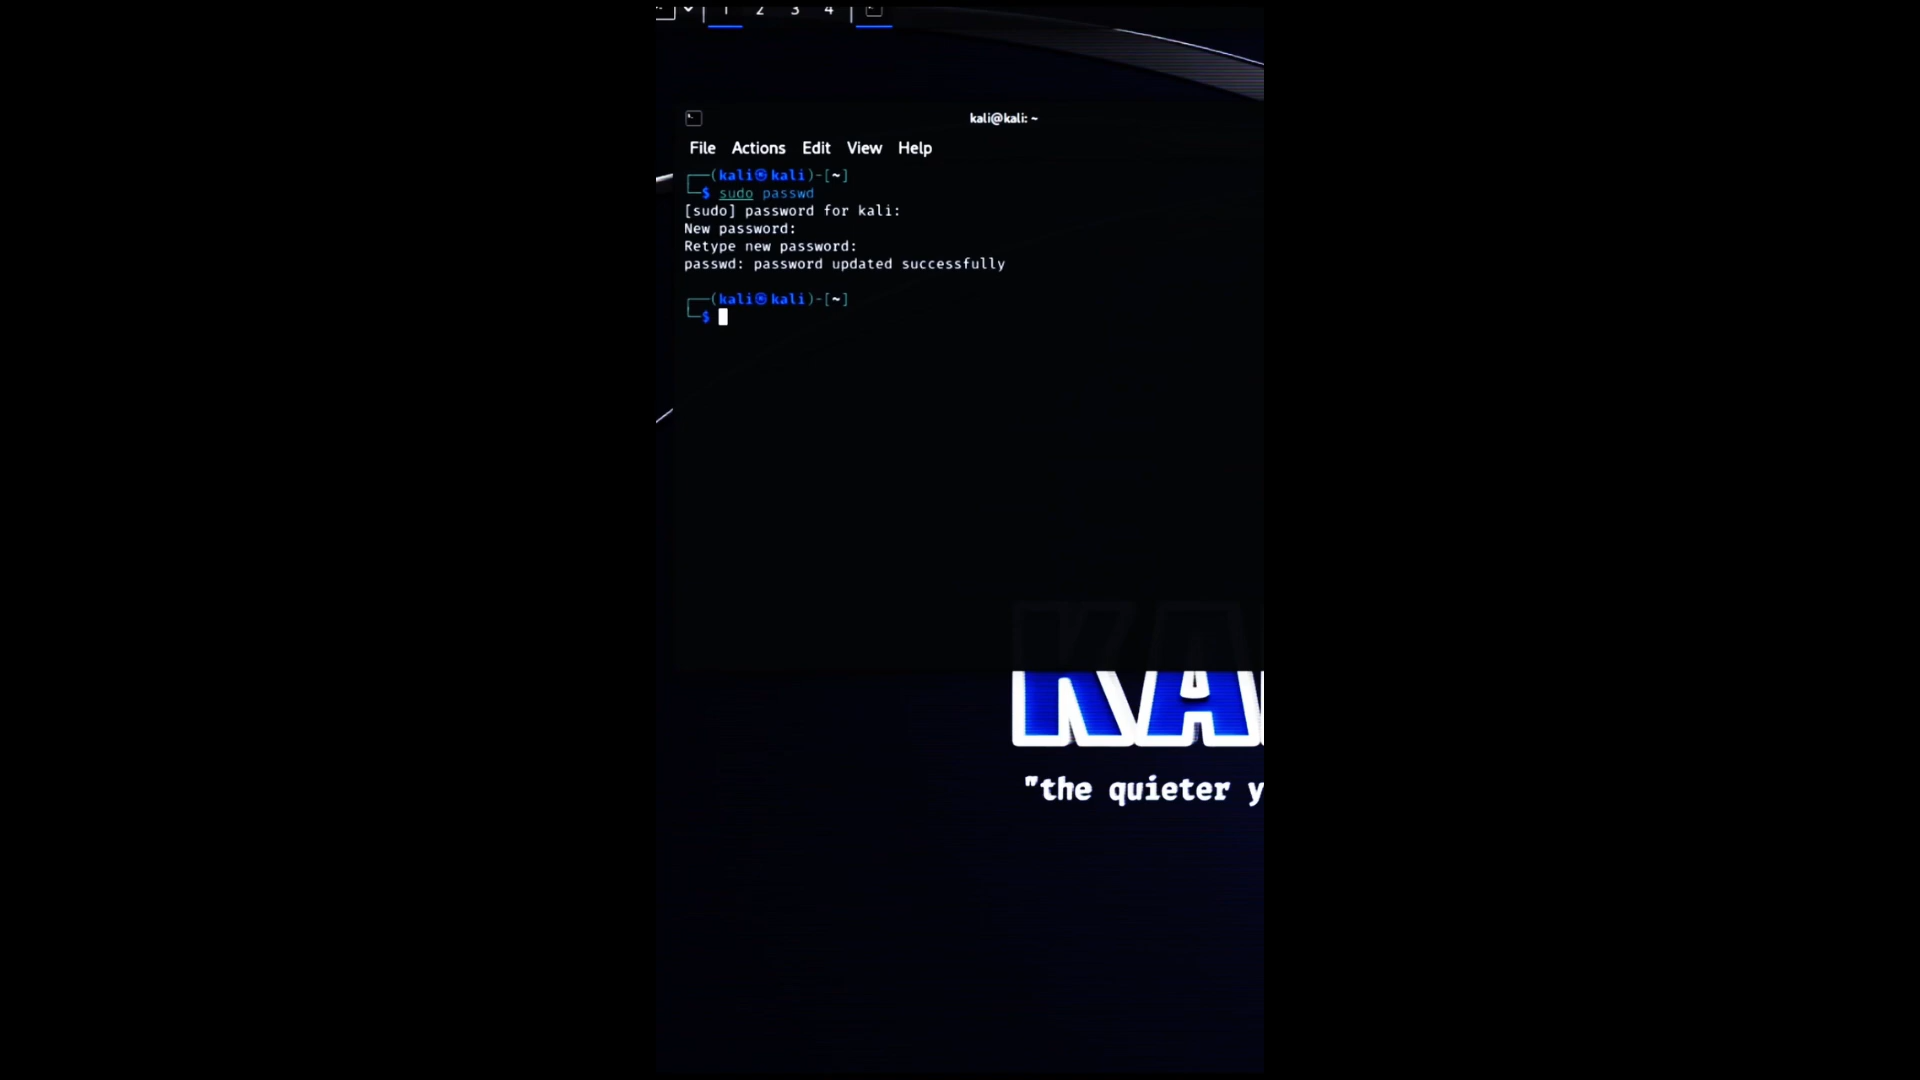 1 2 3 4
kali@kali: ~
File Actions Edit View Help
┌──(kali㉿kali)-[~]
└─$ sudo passwd
[sudo] password for kali:
New password:
Retype new password:
passwd: password updated successfully
┌──(kali㉿kali)-[~]
└─$
KA
"the quieter y